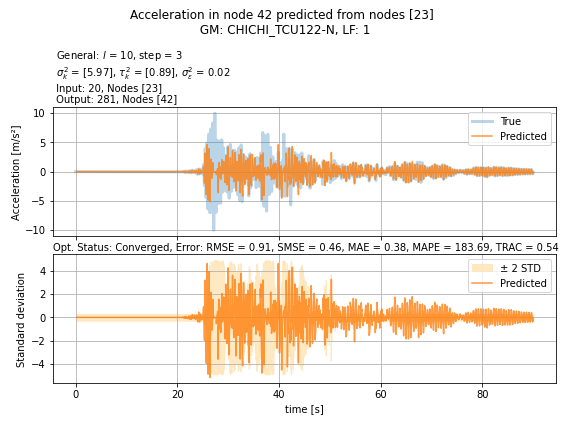 Acceleration in node 42 predicted from nodes [23]
GM: CHICHI_TCU122-N, LF: 1
General: l = 10, step = 3
σ_k^2 = [5.97], τ_k^2 = [0.89], σ_ε^2 = 0.02
Input: 20, Nodes [23]
Output: 281, Nodes [42]
10
5
0
−5
−10
Acceleration [m/s²]
True
Predicted
Opt. Status: Converged, Error: RMSE = 0.91, SMSE = 0.46, MAE = 0.38, MAPE = 183.69, TRAC = 0.54
4
2
0
−2
−4
Standard deviation
± 2 STD
Predicted
0 20 40 60 80
time [s]